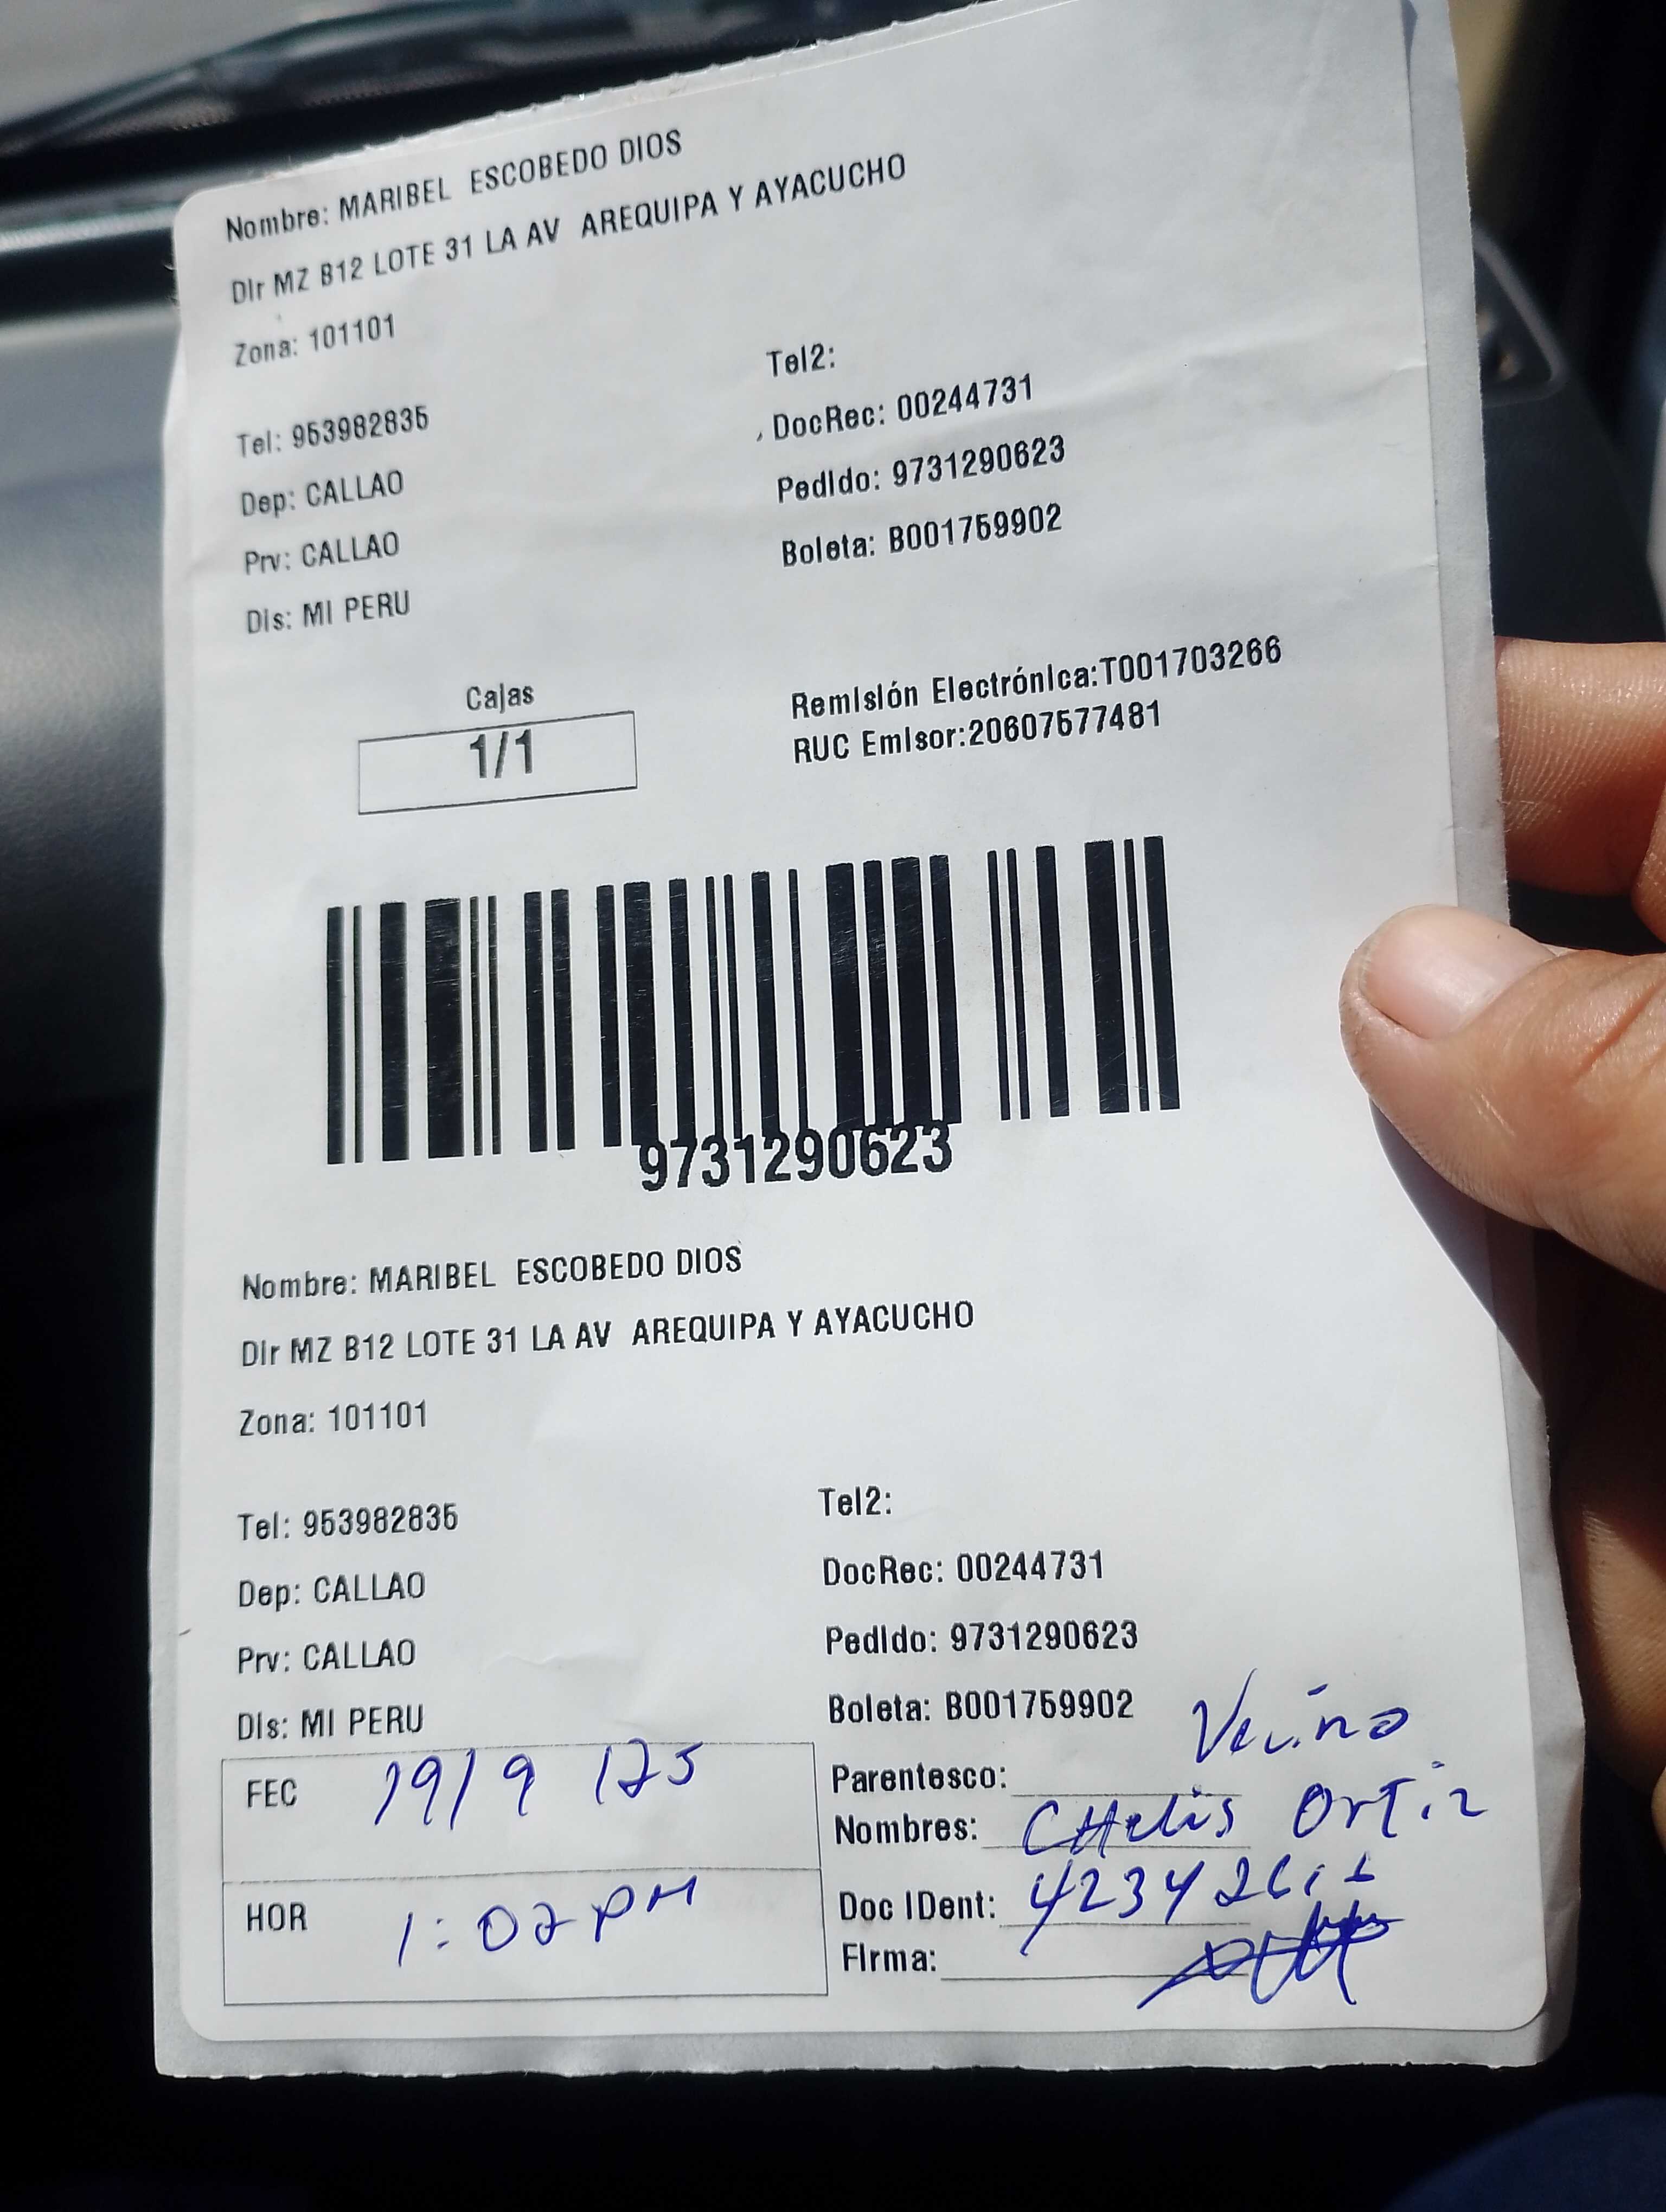 Nombre: MARIBEL ESCOBEDO DIOS
Dir MZ B12 LOTE 31 LA AV AREQUIPA Y AYACUCHO
Zona: 101101
Tel: 953982835
Tel2:
Dep: CALLAO
DocRec: 00244731
Prv: CALLAO
Pedido: 9731290623
Dis: MI PERU
Boleta: B001759902
Cajas
1/1
Remisión Electrónica:T001703266
RUC Emisor:20607577481
9731290623
Nombre: MARIBEL ESCOBEDO DIOS
Dir MZ B12 LOTE 31 LA AV AREQUIPA Y AYACUCHO
Zona: 101101
Tel: 953982835
Tel2:
Dep: CALLAO
DocRec: 00244731
Prv: CALLAO
Pedido: 9731290623
Dis: MI PERU
Boleta: B001759902
FEC 19/9/25
Parentesco: Vecino
Nombres: CHelis OrTiz
HOR 1:02 PM
Doc IDent:
Firma: